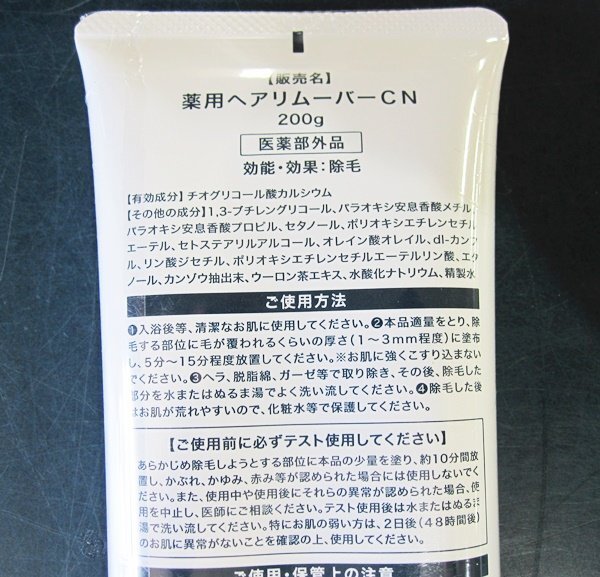 【販売名】
薬用ヘアリムーバーCN
200g
医薬部外品
効能・効果：除毛
【有効成分】チオグリコール酸カルシウム
【その他の成分】1,3-ブチレングリコール、パラオキシ安息香酸メチル、
パラオキシ安息香酸プロピル、セタノール、ポリオキシエチレンセチル
エーテル、セトステアリルアルコール、オレイン酸オレイル、dl-カンフ
ル、リン酸ジセチル、ポリオキシエチレンセチルエーテルリン酸、エタ
ノール、カンゾウ抽出末、ウーロン茶エキス、水酸化ナトリウム、精製水
ご使用方法
❶入浴後等、清潔なお肌に使用してください。❷本品適量をとり、除
毛する部位に毛が覆われるくらいの厚さ（1～3mm程度）に塗布
し、5分～15分程度放置してください。※お肌に強くこすり込まない
でください。❸ヘラ、脱脂綿、ガーゼ等で取り除き、その後、除毛した
部分を水またはぬるま湯でよく洗い流してください。❹除毛した後
はお肌が荒れやすいので、化粧水等で保護してください。
【ご使用前に必ずテスト使用してください】
あらかじめ除毛しようとする部位に本品の少量を塗り、約10分間放
置し、かぶれ、かゆみ、赤み等が認められた場合には使用しないでく
ださい。また、使用中や使用後にそれらの異常が認められた場合、使
用を中止し、医師にご相談ください。テスト使用後は水またはぬるま
湯で洗い流してください。特にお肌の弱い方は、2日後（48時間後）
のお肌に異常がないことを確認の上、使用してください。
ご使用・保管上の注意